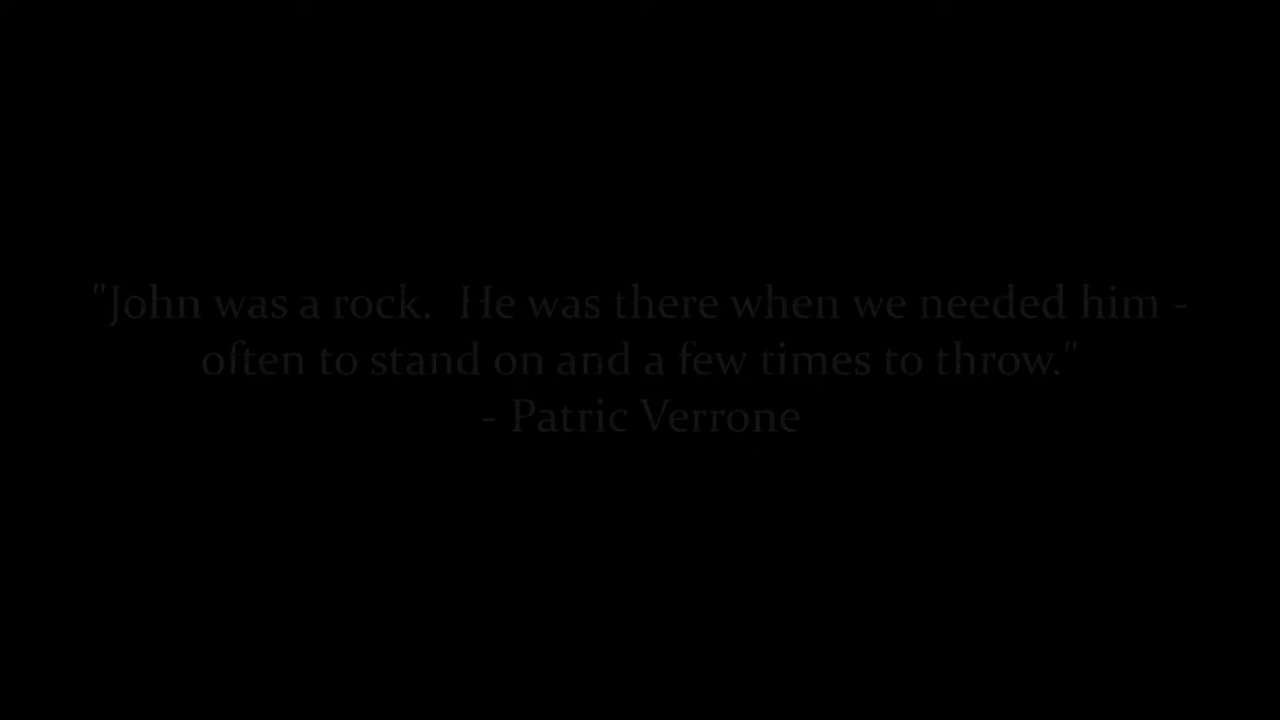 "John was a rock.  He was there when we needed him -
often to stand on and a few times to throw."
- Patric Verrone